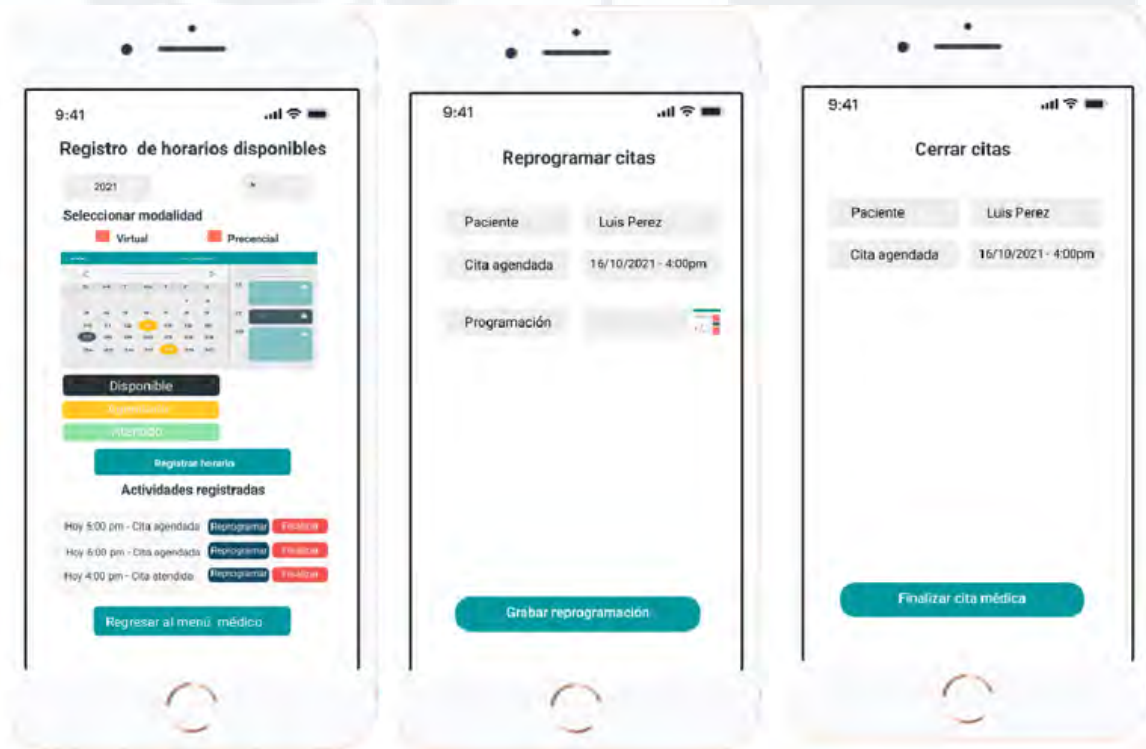 9:41
Registro de horarios disponibles
2021
Seleccionar modalidad
Virtual Precencial
Disponible
Registrar horario
Actividades registradas
Hoy 5:00 pm - Cita agendada Reprogramar Finalizar
Hoy 6:00 pm - Cita agendada Reprogramar Finalizar
Hoy 4:00 pm - Cita atendida Reprogramar Finalizar
Regresar al menú médico
9:41
Reprogramar citas
Paciente Luis Perez
Cita agendada 16/10/2021 - 4:00pm
Programación
Grabar reprogramación
9:41
Cerrar citas
Paciente Luis Perez
Cita agendada 16/10/2021 - 4:00pm
Finalizar cita médica